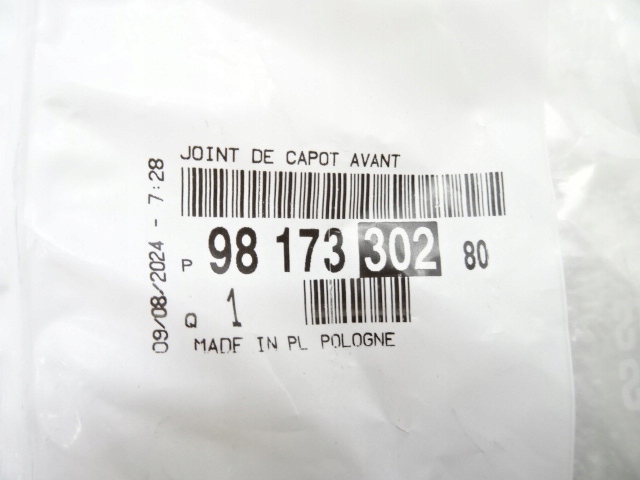 JOINT DE CAPOT AVANT
P 98 173 302 80
Q 1
MADE IN PL POLOGNE
09/08/2024 - 7:28